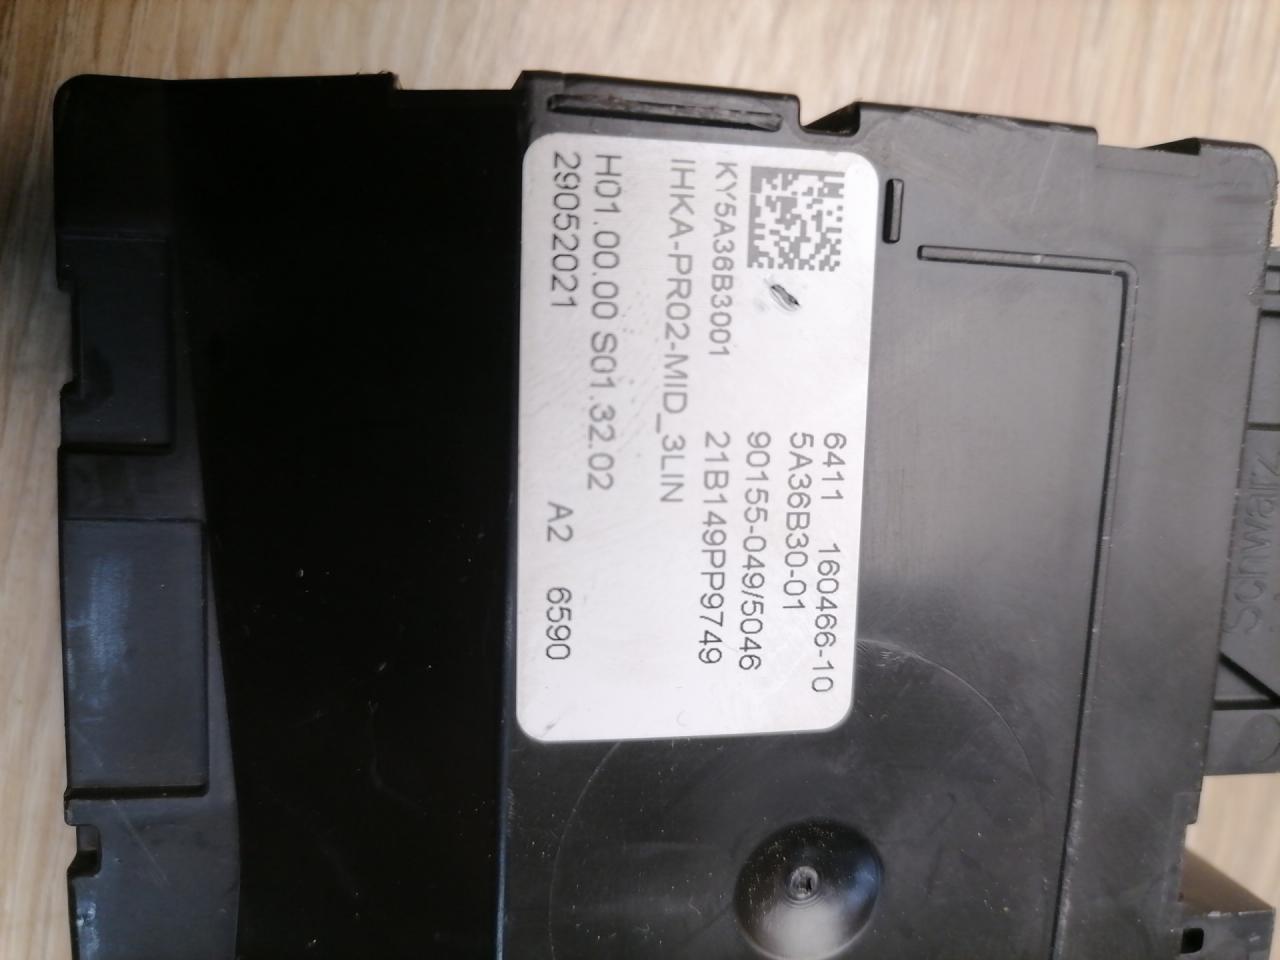 6411 160466-10
5A36B30-01
90155-049/5046
KY5A36B3001 21B149PP9749
IHKA-PR02-MID_3LIN
H01.00.00 S01.32.02
29052021 A2 6590